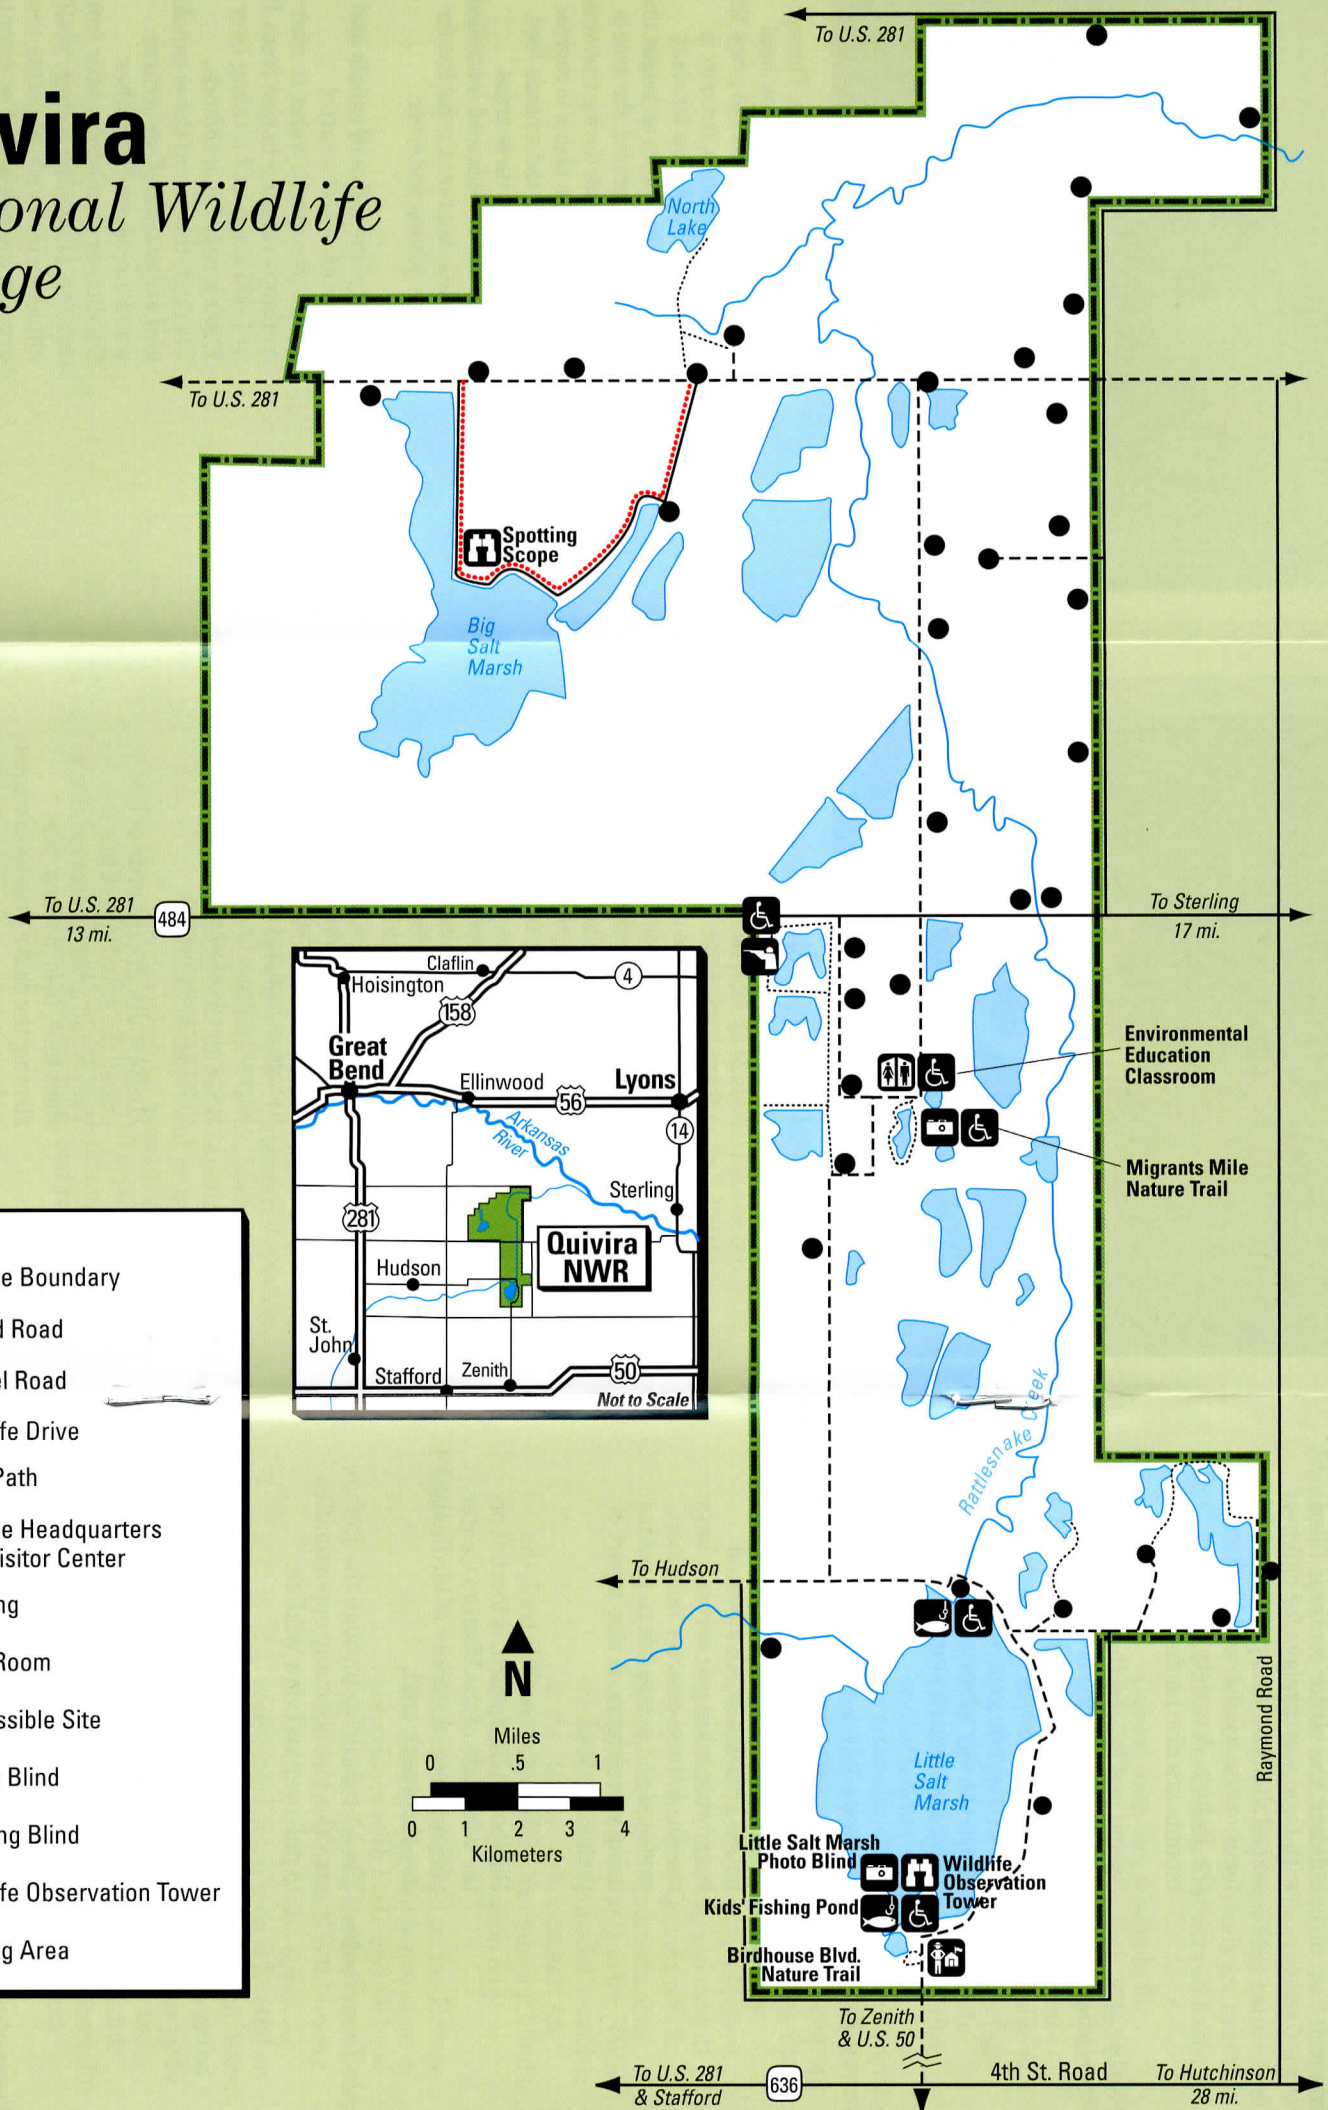 vira
onal Wildlife
ge
To U.S. 281
North
Lake
To U.S. 281
Spotting
Scope
Big
Salt
Marsh
To U.S. 281
13 mi.
484
To Sterling
17 mi.
Claflin
Hoisington
4
158
Great
Bend
Ellinwood
Lyons
56
Arkansas
River
14
Sterling
281
Quivira
NWR
Hudson
St.
John
Stafford
Zenith
50
Not to Scale
Environmental
Education
Classroom
Migrants Mile
Nature Trail
Rattlesnake Creek
e Boundary
d Road
el Road
fe Drive
Path
e Headquarters
isitor Center
ng
Room
ssible Site
Blind
ng Blind
fe Observation Tower
g Area
To Hudson
N
Miles
0 .5 1
0 1 2 3 4
Kilometers
Raymond Road
Little
Salt
Marsh
Little Salt Marsh
Photo Blind
Wildlife
Observation
Tower
Kids' Fishing Pond
Birdhouse Blvd.
Nature Trail
To Zenith
& U.S. 50
To U.S. 281
& Stafford
636
4th St. Road
To Hutchinson
28 mi.